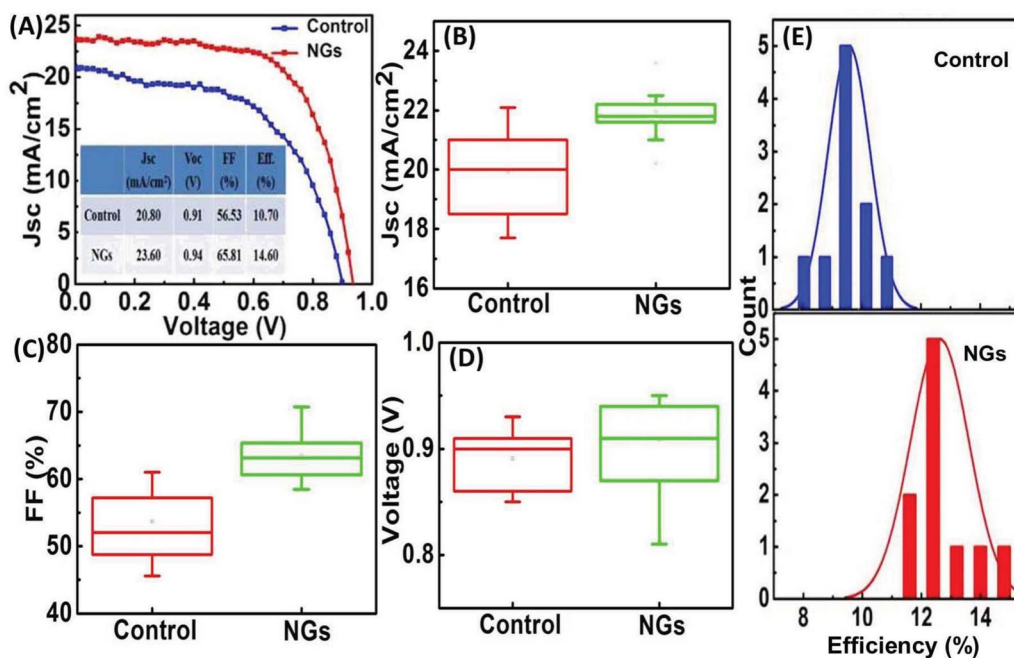 (A)
Control
NGs
25
20
15
10
5
0
0.0 0.2 0.4 0.6 0.8 1.0
Jsc (mA/cm²)
Voltage (V)
Jsc Voc FF Eff.
(mA/cm²) (V) (%) (%)
Control 20.80 0.91 56.53 10.70
NGs 23.60 0.94 65.81 14.60
(B)
24
22
20
18
16
Jsc (mA/cm²)
Control NGs
(C)
80
70
60
50
40
FF (%)
Control NGs
(D)
1.0
0.9
0.8
Voltage (V)
Control NGs
(E)
Control
5
4
3
2
1
0
Count
NGs
5
4
3
2
1
0
8 10 12 14
Efficiency (%)